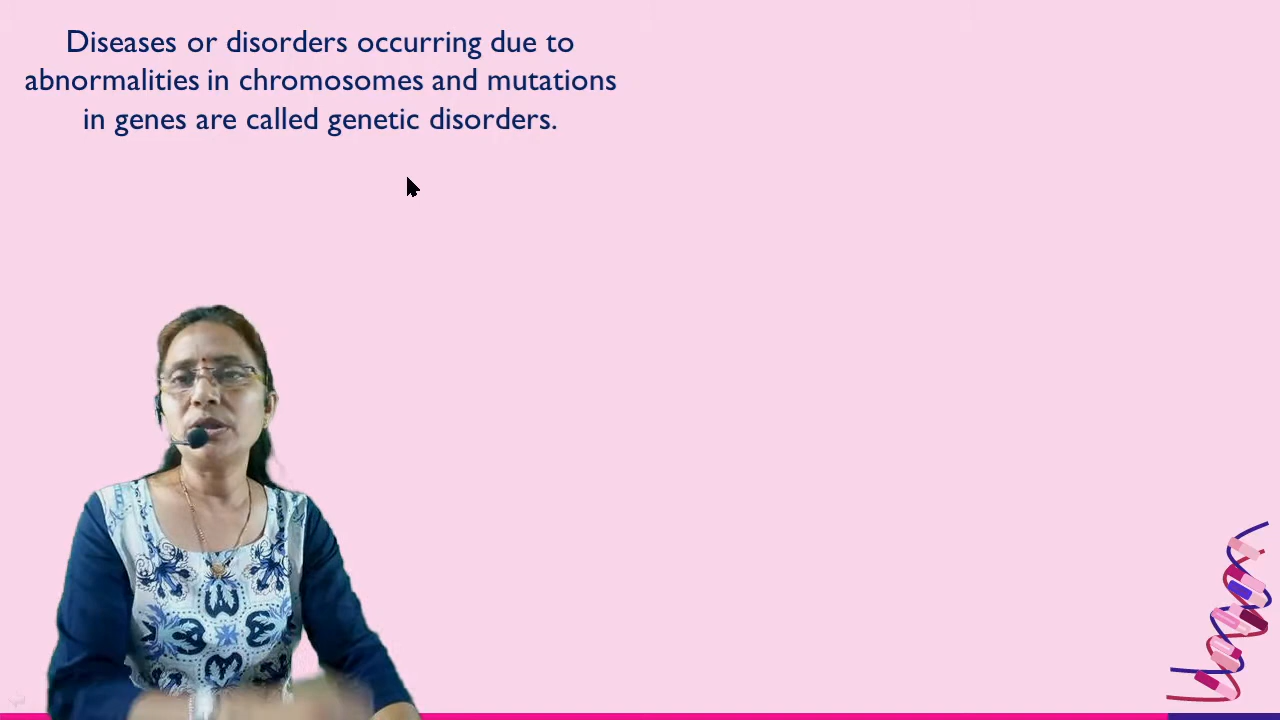 Diseases or disorders occurring due to
abnormalities in chromosomes and mutations
in genes are called genetic disorders.